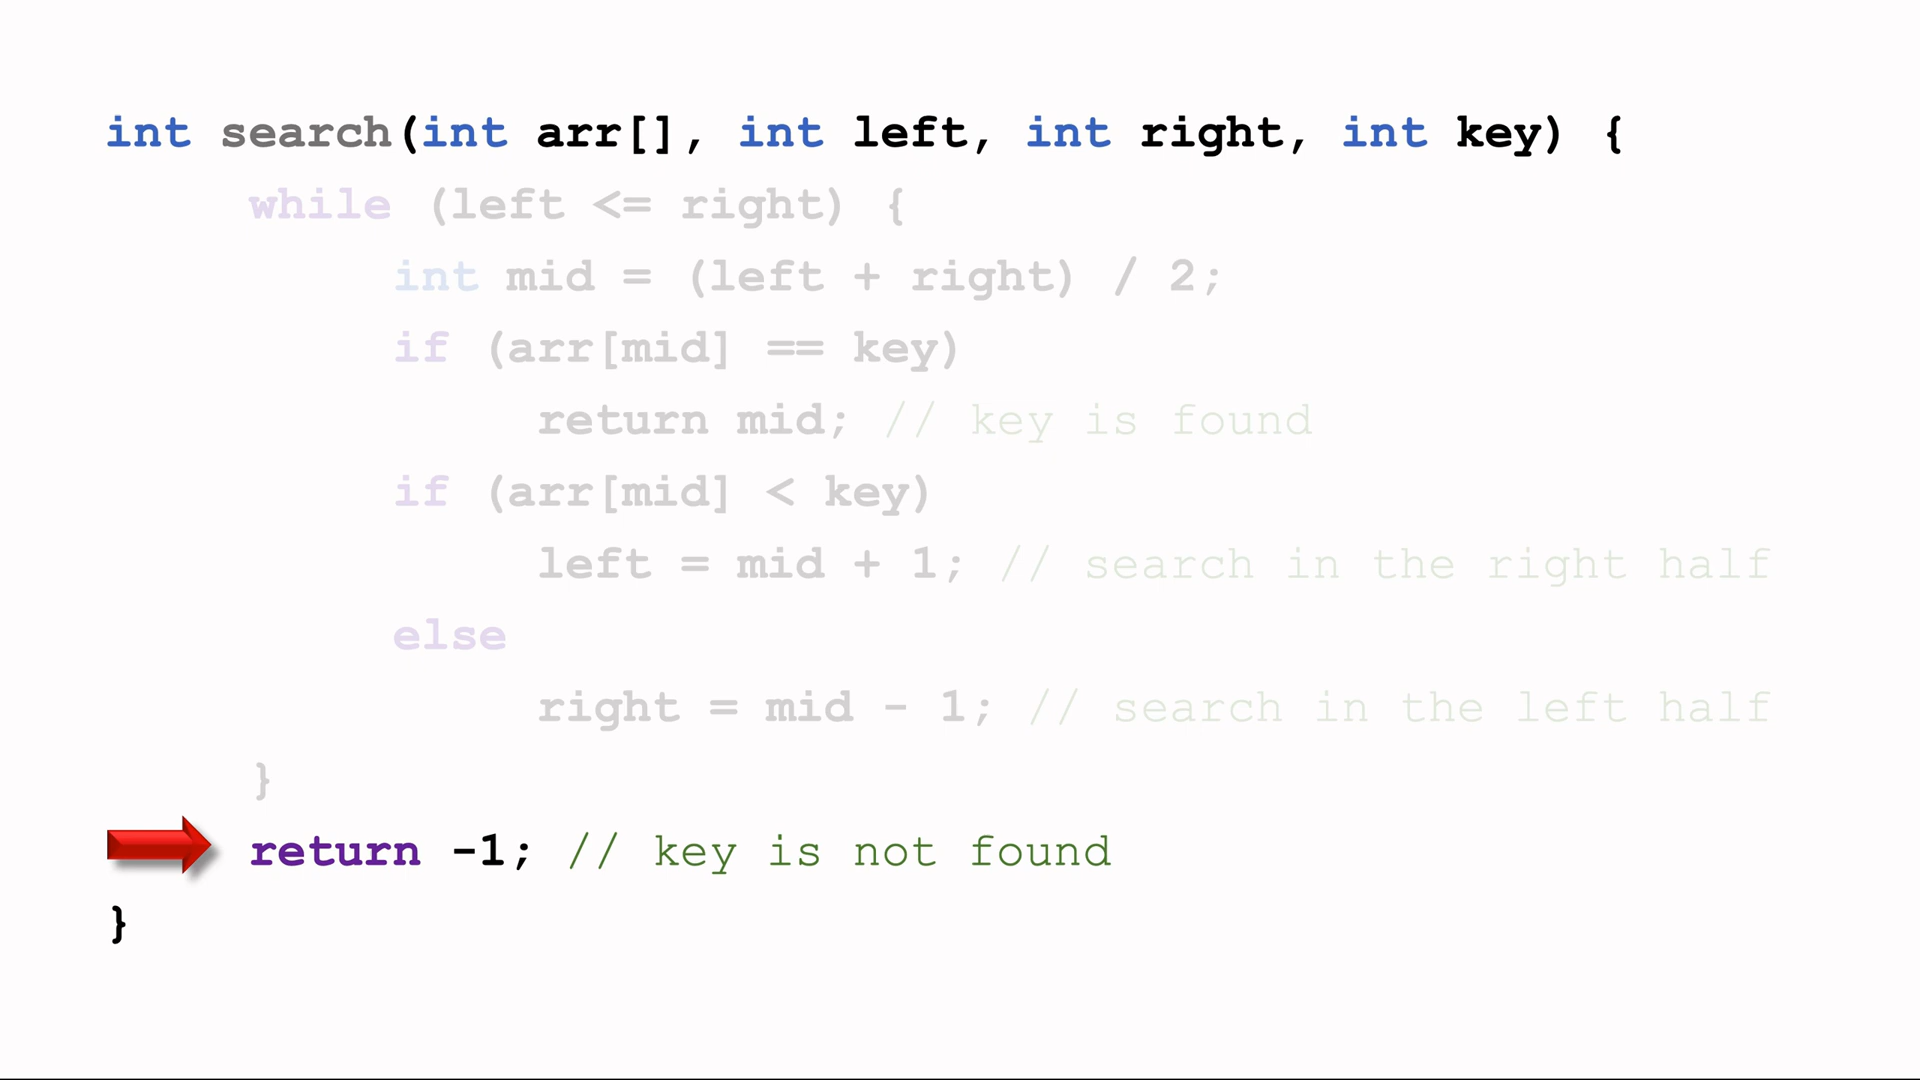 int search(int arr[], int left, int right, int key) {
while (left <= right) {
int mid = (left + right) / 2;
if (arr[mid] == key)
return mid; // key is found
if (arr[mid] < key)
left = mid + 1; // search in the right half
else
right = mid - 1; // search in the left half
}
return -1; // key is not found
}